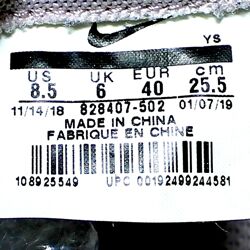 YS
US UK EUR cm
8.5 6 40 25.5
11/14/18 828407-502 01/07/19
MADE IN CHINA
FABRIQUE EN CHINE
1089255549 UPC 00192499244581